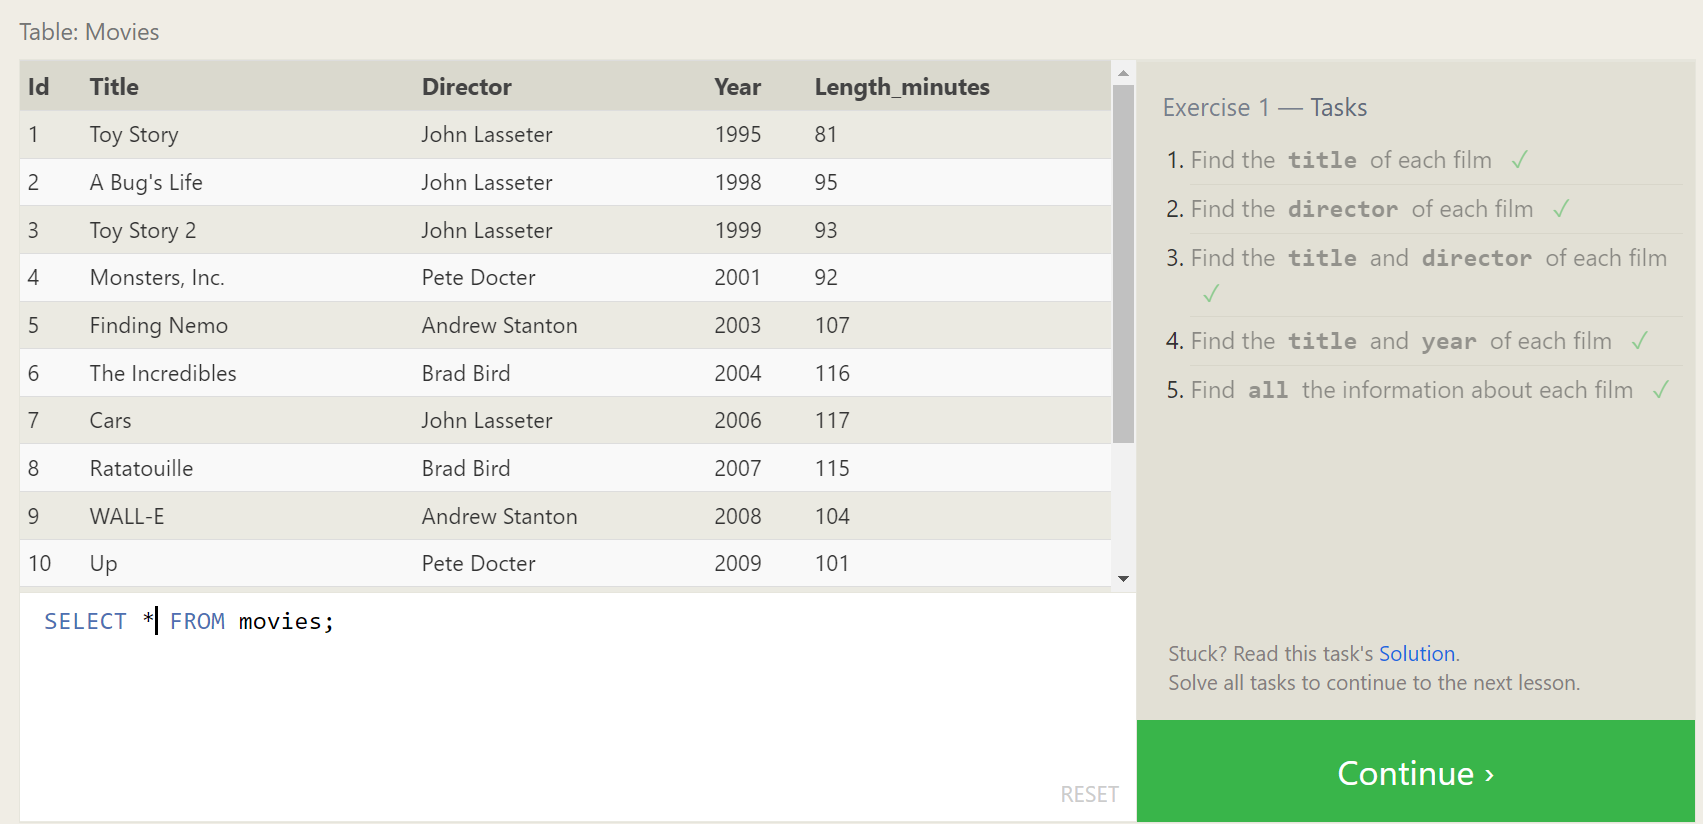 Table: Movies
Id Title Director Year Length_minutes
1 Toy Story John Lasseter 1995 81
2 A Bug's Life John Lasseter 1998 95
3 Toy Story 2 John Lasseter 1999 93
4 Monsters, Inc. Pete Docter 2001 92
5 Finding Nemo Andrew Stanton 2003 107
6 The Incredibles Brad Bird 2004 116
7 Cars John Lasseter 2006 117
8 Ratatouille Brad Bird 2007 115
9 WALL-E Andrew Stanton 2008 104
10 Up Pete Docter 2009 101
SELECT * FROM movies;
RESET
Exercise 1 — Tasks
1. Find the title of each film ✓
2. Find the director of each film ✓
3. Find the title and director of each film
✓
4. Find the title and year of each film ✓
5. Find all the information about each film ✓
Stuck? Read this task's Solution.
Solve all tasks to continue to the next lesson.
Continue ›